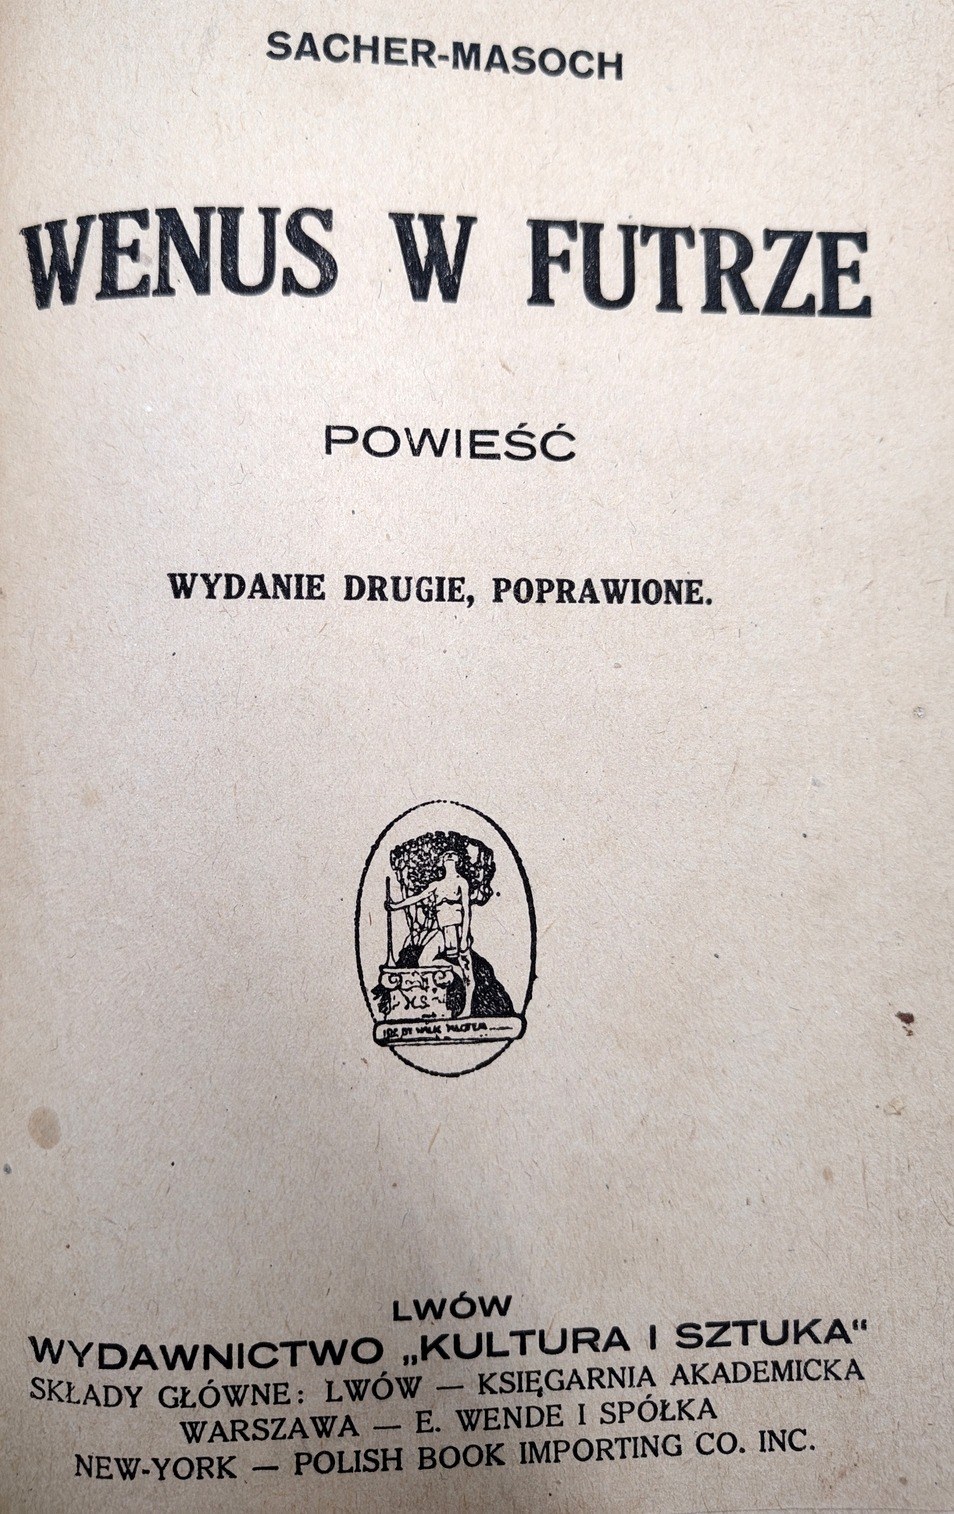 SACHER-MASOCH
WENUS W FUTRZE
POWIEŚĆ
WYDANIE DRUGIE, POPRAWIONE.
LWÓW
WYDAWNICTWO „KULTURA I SZTUKA“
SKŁADY GŁÓWNE: LWÓW — KSIĘGARNIA AKADEMICKA
WARSZAWA — E. WENDE I SPÓŁKA
NEW-YORK — POLISH BOOK IMPORTING CO. INC.